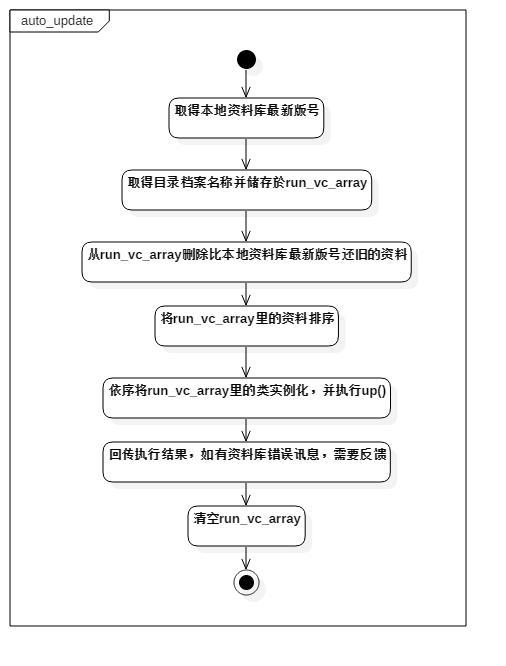 auto_update
取得本地资料库最新版号
取得目录档案名称并储存於run_vc_array
从run_vc_array刪除比本地资料库最新版号还旧的资料
将run_vc_array里的资料排序
依序将run_vc_array里的类实例化，并执行up()
回传执行结果，如有资料库错误讯息，需要反馈
清空run_vc_array